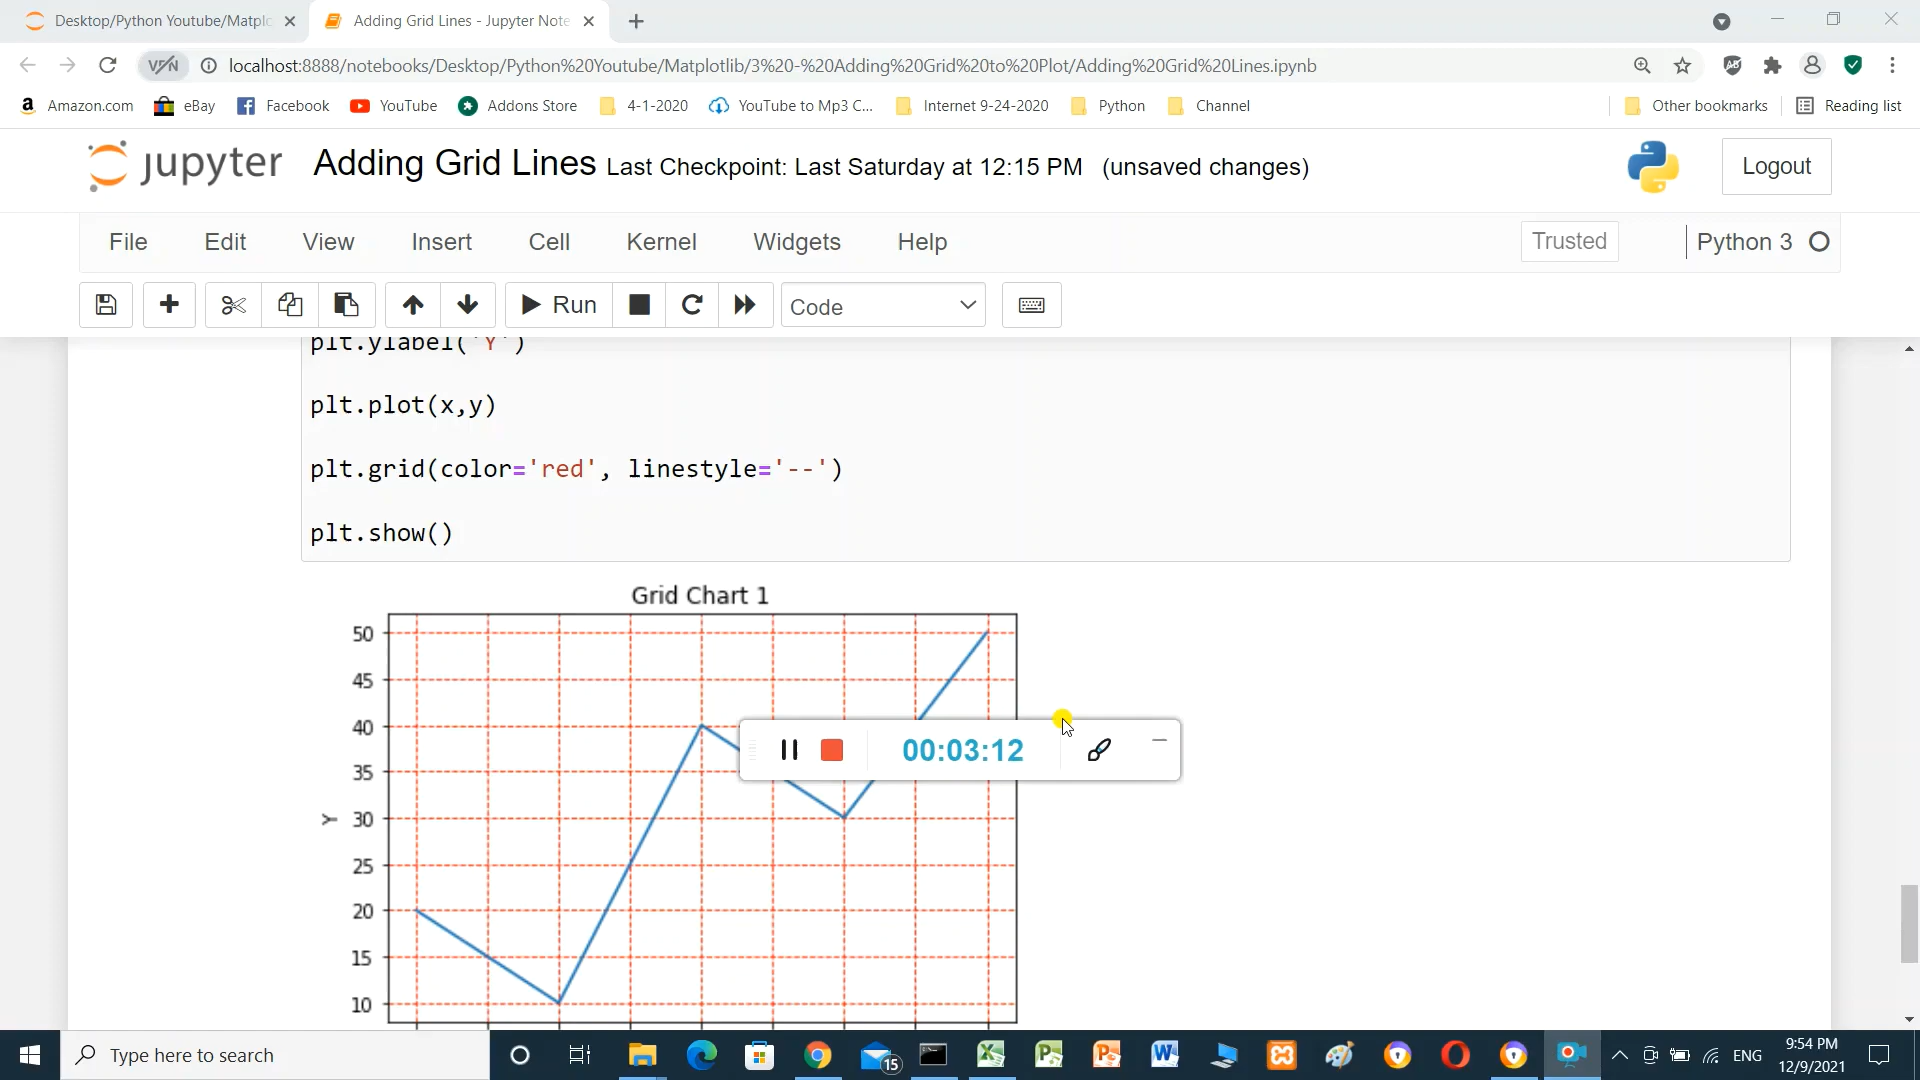 Desktop/Python Youtube/Matplo
Adding Grid Lines - Jupyter Note
VPN
localhost:8888/notebooks/Desktop/Python%20Youtube/Matplotlib/3%20-%20Adding%20Grid%20to%20Plot/Adding%20Grid%20Lines.ipynb
Amazon.com
eBay
Facebook
YouTube
Addons Store
4-1-2020
YouTube to Mp3 C...
Internet 9-24-2020
Python
Channel
Other bookmarks
Reading list
jupyter Adding Grid Lines Last Checkpoint: Last Saturday at 12:15 PM (unsaved changes)
Logout
File Edit View Insert Cell Kernel Widgets Help
Trusted
Python 3
Run
Code
plt.ylabel('Y')
plt.plot(x,y)
plt.grid(color='red', linestyle='--')
plt.show()
Grid Chart 1
50
45
40
35
30
25
20
15
10
Y
00:03:12
Type here to search
15
ENG
9:54 PM
12/9/2021